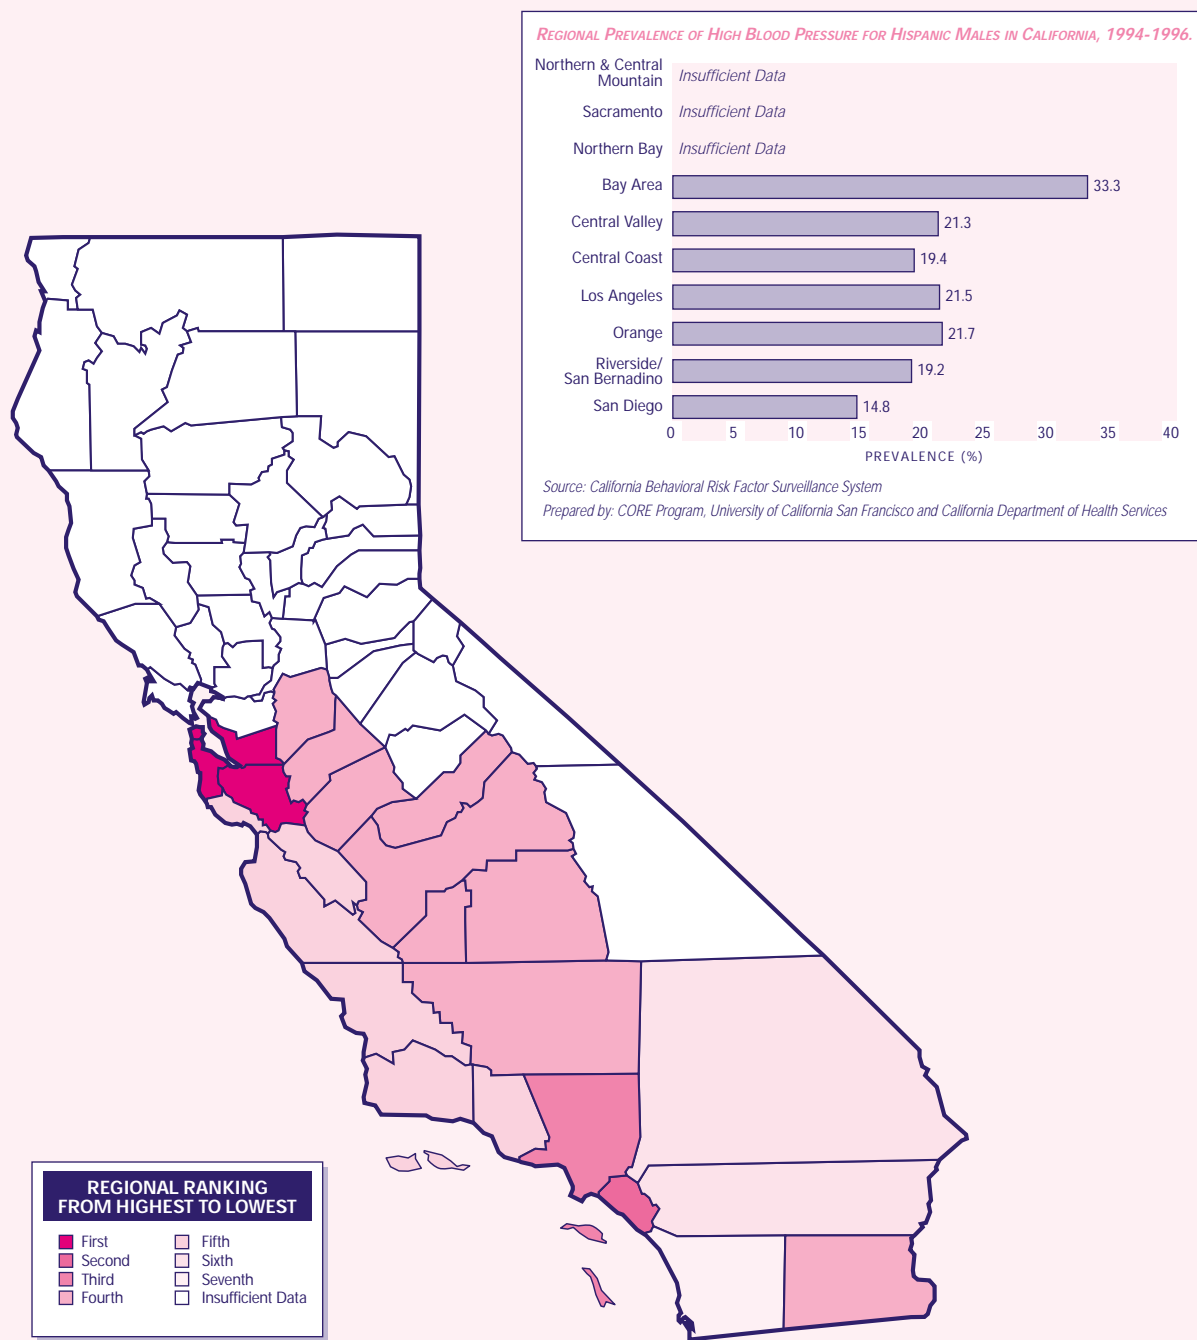 REGIONAL PREVALENCE OF HIGH BLOOD PRESSURE FOR HISPANIC MALES IN CALIFORNIA, 1994-1996.
Northern & Central
Mountain
Insufficient Data
Sacramento
Insufficient Data
Northern Bay
Insufficient Data
Bay Area
33.3
Central Valley
21.3
Central Coast
19.4
Los Angeles
21.5
Orange
21.7
Riverside/
San Bernadino
19.2
San Diego
14.8
0 5 10 15 20 25 30 35 40
PREVALENCE (%)
Source: California Behavioral Risk Factor Surveillance System
Prepared by: CORE Program, University of California San Francisco and California Department of Health Services
REGIONAL RANKING
FROM HIGHEST TO LOWEST
First
Second
Third
Fourth
Fifth
Sixth
Seventh
Insufficient Data